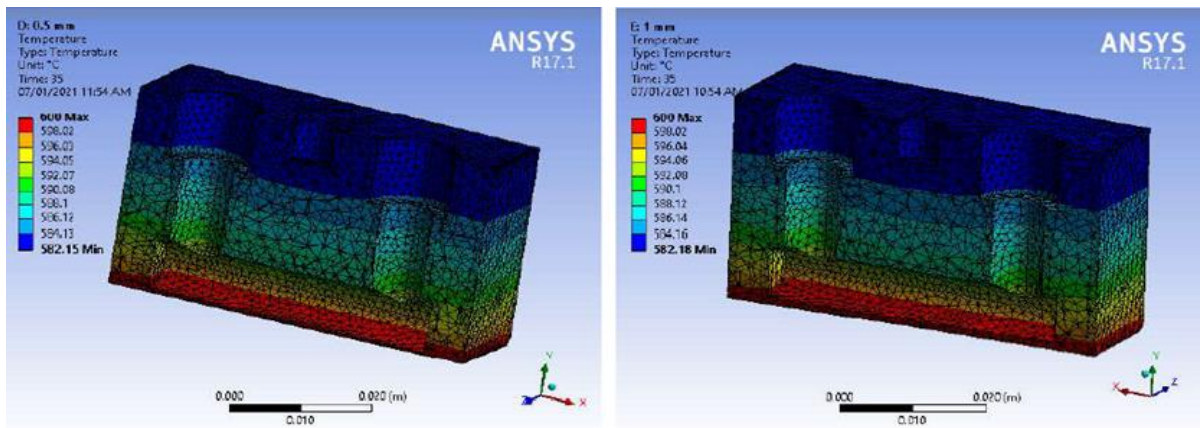 D: 0.5 mm
Temperature
Type: Temperature
Unit: °C
Time: 35
07/01/2021 11:54 AM
ANSYS
R17.1
600 Max
598.02
596.03
594.05
592.07
590.08
588.1
586.12
584.13
582.15 Min
0.000
0.020 (m)
0.010
Y
Z
X
E: 1 mm
Temperature
Type: Temperature
Unit: °C
Time: 35
07/01/2021 10:54 AM
ANSYS
R17.1
600 Max
598.02
596.04
594.06
592.08
590.1
588.12
586.14
584.16
582.18 Min
0.000
0.020 (m)
0.010
Y
X
Z